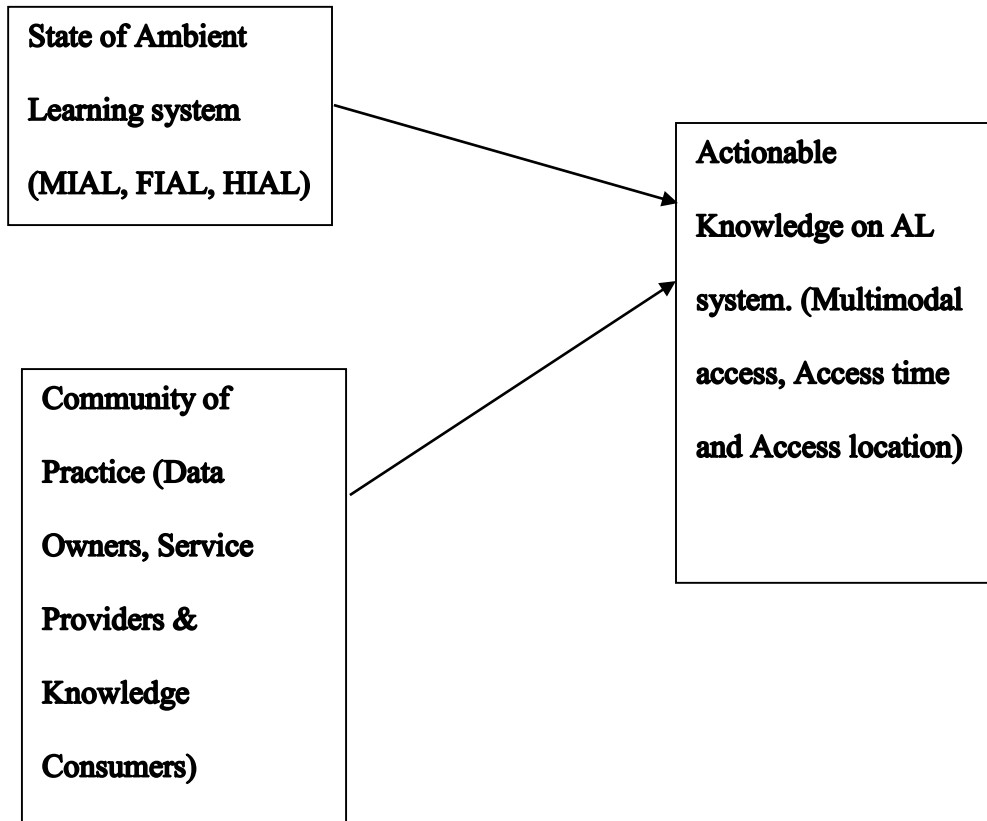 State of Ambient
Learning system
(MIAL, FIAL, HIAL)
Actionable
Knowledge on AL
system. (Multimodal
access, Access time
and Access location)
Community of
Practice (Data
Owners, Service
Providers &
Knowledge
Consumers)